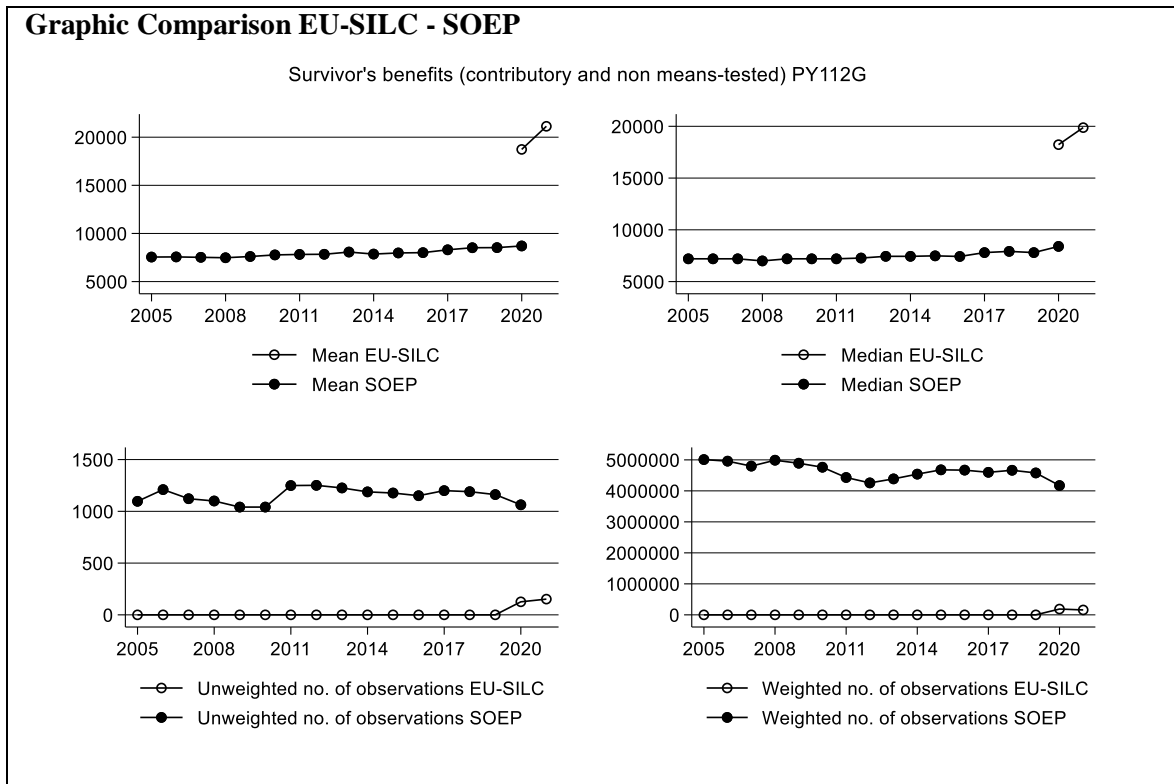 Graphic Comparison EU-SILC - SOEP
Survivor's benefits (contributory and non means-tested) PY112G
20000
15000
10000
5000
2005 2008 2011 2014 2017 2020
Mean EU-SILC
Mean SOEP
20000
15000
10000
5000
2005 2008 2011 2014 2017 2020
Median EU-SILC
Median SOEP
1500
1000
500
0
2005 2008 2011 2014 2017 2020
Unweighted no. of observations EU-SILC
Unweighted no. of observations SOEP
5000000
4000000
3000000
2000000
1000000
0
2005 2008 2011 2014 2017 2020
Weighted no. of observations EU-SILC
Weighted no. of observations SOEP